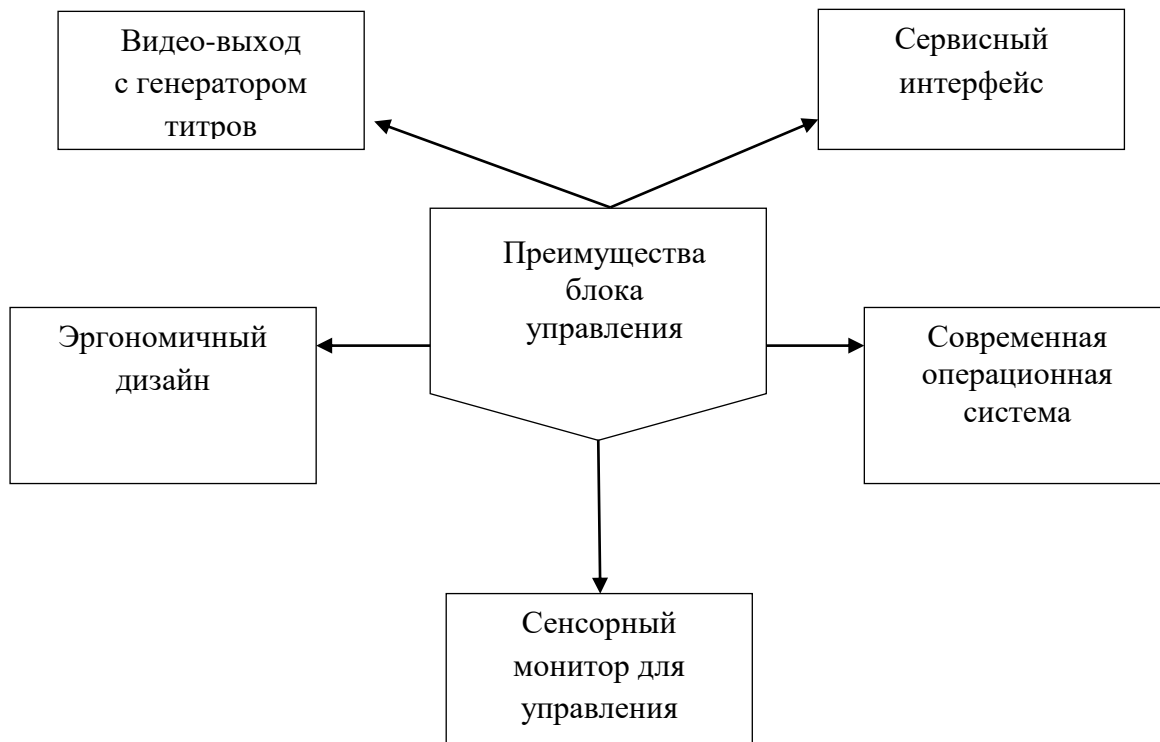 Видео-выход
с генератором
титров
Сервисный
интерфейс
Преимущества
блока
управления
Эргономичный
дизайн
Современная
операционная
система
Сенсорный
монитор для
управления